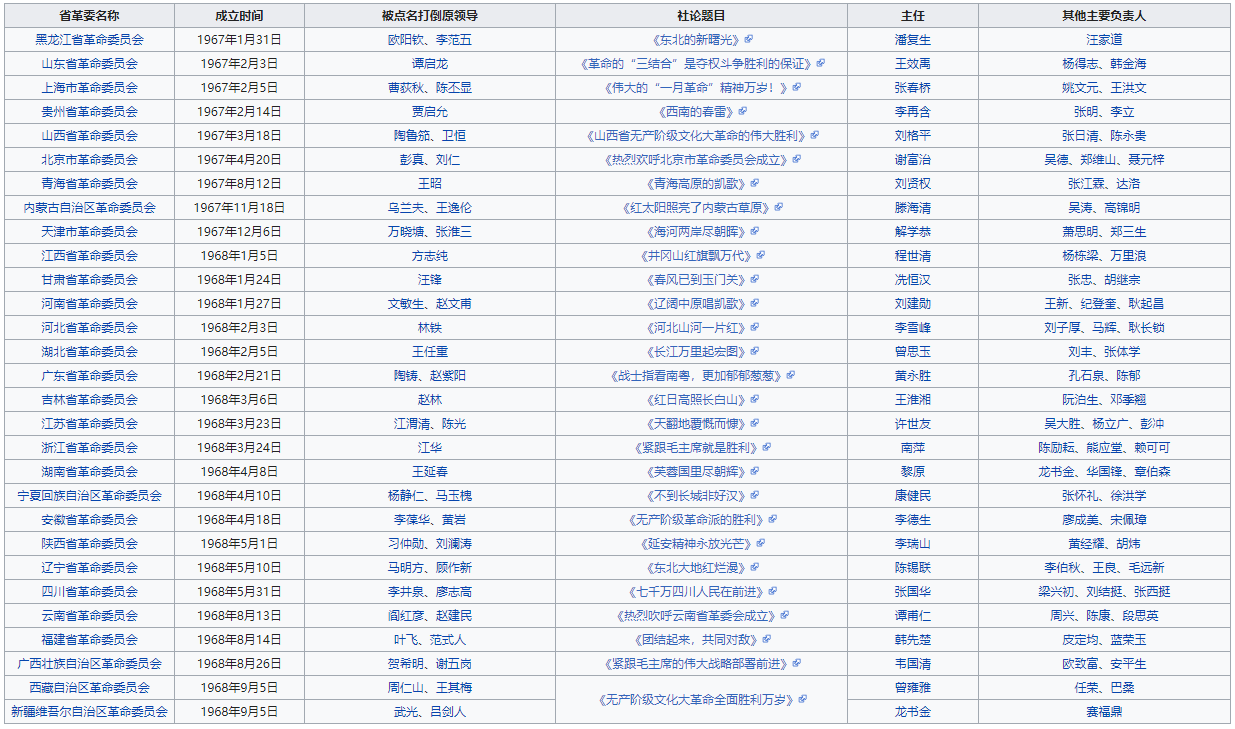 省革委名称 成立时间 被点名打倒原领导 社论题目 主任 其他主要负责人
黑龙江省革命委员会 1967年1月31日 欧阳钦、李范五 《东北的新曙光》 潘复生 汪家道
山东省革命委员会 1967年2月3日 谭启龙 《革命的“三结合”是夺权斗争胜利的保证》 王效禹 杨得志、韩金海
上海市革命委员会 1967年2月5日 曹荻秋、陈丕显 《伟大的“一月革命”精神万岁！》 张春桥 姚文元、王洪文
贵州省革命委员会 1967年2月14日 贾启允 《西南的春雷》 李再含 张明、李立
山西省革命委员会 1967年3月18日 陶鲁笳、卫恒 《山西省无产阶级文化大革命的伟大胜利》 刘格平 张日清、陈永贵
北京市革命委员会 1967年4月20日 彭真、刘仁 《热烈欢呼北京市革命委员会成立》 谢富治 吴德、郑维山、聂元梓
青海省革命委员会 1967年8月12日 王昭 《青海高原的凯歌》 刘贤权 张江霖、达洛
内蒙古自治区革命委员会 1967年11月18日 乌兰夫、王逸伦 《红太阳照亮了内蒙古草原》 滕海清 吴涛、高锦明
天津市革命委员会 1967年12月6日 万晓塘、张淮三 《海河两岸尽朝晖》 解学恭 萧思明、郑三生
江西省革命委员会 1968年1月5日 方志纯 《井冈山红旗飘万代》 程世清 杨栋梁、万里浪
甘肃省革命委员会 1968年1月24日 汪锋 《春风已到玉门关》 冼恒汉 张忠、胡继宗
河南省革命委员会 1968年1月27日 文敏生、赵文甫 《辽阔中原唱凯歌》 刘建勋 王新、纪登奎、耿起昌
河北省革命委员会 1968年2月3日 林铁 《河北山河一片红》 李雪峰 刘子厚、马辉、耿长锁
湖北省革命委员会 1968年2月5日 王任重 《长江万里起宏图》 曾思玉 刘丰、张体学
广东省革命委员会 1968年2月21日 陶铸、赵紫阳 《战士指看南粤，更加郁郁葱葱》 黄永胜 孔石泉、陈郁
吉林省革命委员会 1968年3月6日 赵林 《红日高照长白山》 王淮湘 阮泊生、邓季翘
江苏省革命委员会 1968年3月23日 江渭清、陈光 《天翻地覆慨而慷》 许世友 吴大胜、杨立广、彭冲
浙江省革命委员会 1968年3月24日 江华 《紧跟毛主席就是胜利》 南萍 陈励耘、熊应堂、赖可可
湖南省革命委员会 1968年4月8日 王延春 《芙蓉国里尽朝辉》 黎原 龙书金、华国锋、章伯森
宁夏回族自治区革命委员会 1968年4月10日 杨静仁、马玉槐 《不到长城非好汉》 康健民 张怀礼、徐洪学
安徽省革命委员会 1968年4月18日 李葆华、黄岩 《无产阶级革命派的胜利》 李德生 廖成美、宋佩璋
陕西省革命委员会 1968年5月1日 习仲勋、刘澜涛 《延安精神永放光芒》 李瑞山 黄经耀、胡炜
辽宁省革命委员会 1968年5月10日 马明方、顾作新 《东北大地红烂漫》 陈锡联 李伯秋、王良、毛远新
四川省革命委员会 1968年5月31日 李井泉、廖志高 《七千万四川人民在前进》 张国华 梁兴初、刘结挺、张西挺
云南省革命委员会 1968年8月13日 阎红彦、赵建民 《热烈欢呼云南省革委会成立》 谭甫仁 周兴、陈康、段思英
福建省革命委员会 1968年8月14日 叶飞、范式人 《团结起来，共同对敌》 韩先楚 皮定均、蓝荣玉
广西壮族自治区革命委员会 1968年8月26日 贺希明、谢五岗 《紧跟毛主席的伟大战略部署前进》 韦国清 欧致富、安平生
西藏自治区革命委员会 1968年9月5日 周仁山、王其梅 《无产阶级文化大革命全面胜利万岁》 曾雍雅 任荣、巴桑
新疆维吾尔自治区革命委员会 1968年9月5日 武光、吕剑人 龙书金 赛福鼎